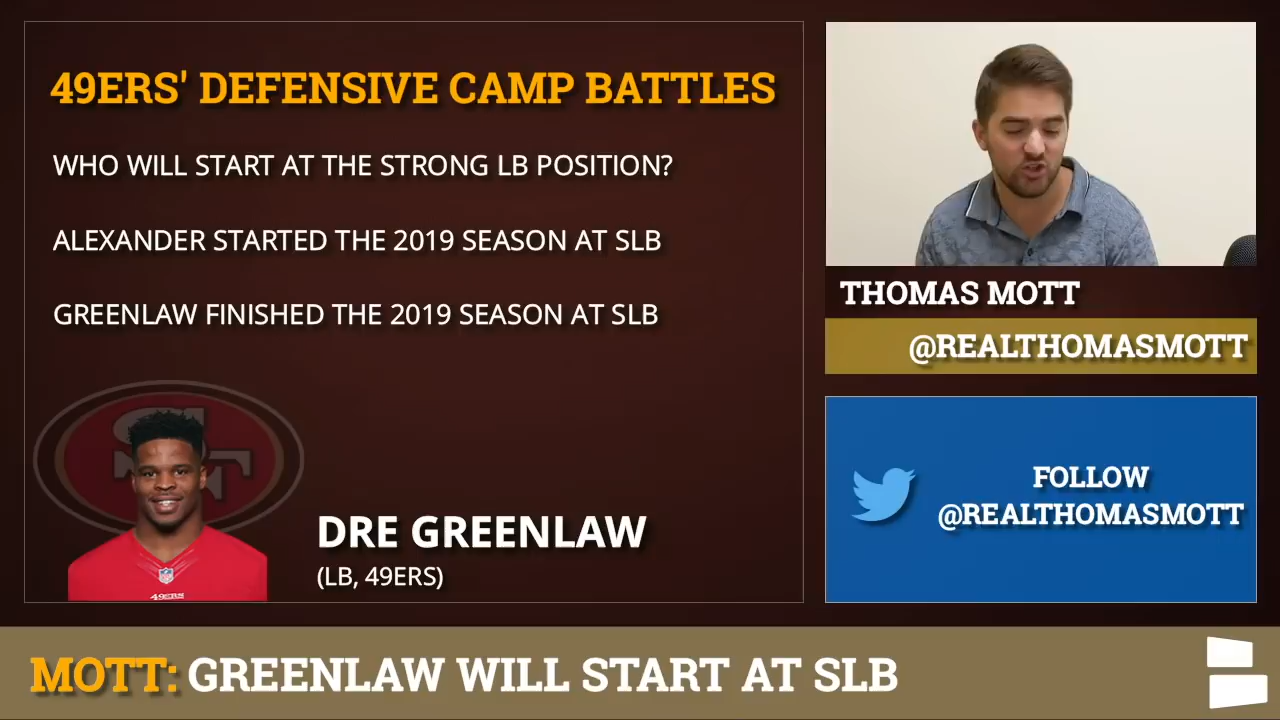 49ERS' DEFENSIVE CAMP BATTLES
WHO WILL START AT THE STRONG LB POSITION?
ALEXANDER STARTED THE 2019 SEASON AT SLB
GREENLAW FINISHED THE 2019 SEASON AT SLB
SF
49ERS
DRE GREENLAW
(LB, 49ERS)
THOMAS MOTT
@REALTHOMASMOTT
FOLLOW
@REALTHOMASMOTT
MOTT: GREENLAW WILL START AT SLB